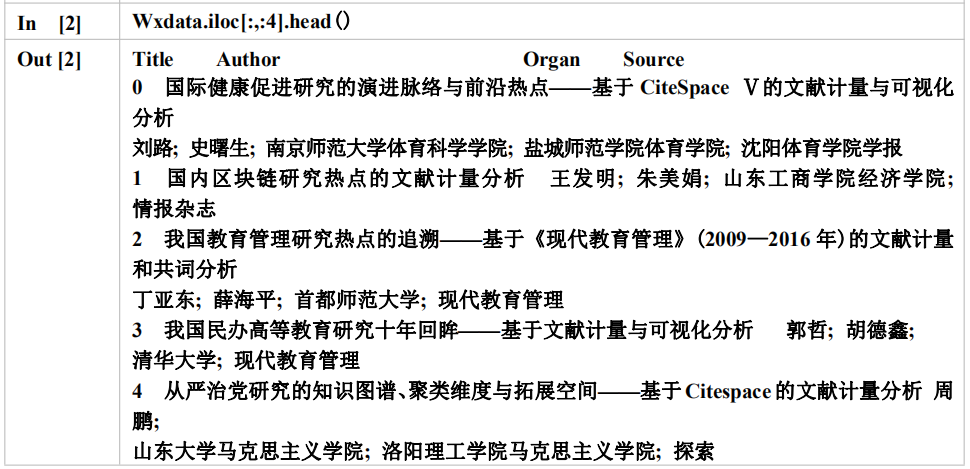 In [2] Wxdata.iloc[:,:4].head()
Out [2] Title Author Organ Source
0 国际健康促进研究的演进脉络与前沿热点——基于 CiteSpace Ⅴ的文献计量与可视化
分析
刘路; 史曙生; 南京师范大学体育科学学院; 盐城师范学院体育学院; 沈阳体育学院学报
1 国内区块链研究热点的文献计量分析 王发明; 朱美娟; 山东工商学院经济学院;
情报杂志
2 我国教育管理研究热点的追溯——基于《现代教育管理》(2009—2016 年)的文献计量
和共词分析
丁亚东; 薛海平; 首都师范大学; 现代教育管理
3 我国民办高等教育研究十年回眸——基于文献计量与可视化分析 郭哲; 胡德鑫;
清华大学; 现代教育管理
4 从严治党研究的知识图谱、聚类维度与拓展空间——基于 Citespace 的文献计量分析 周
鹏;
山东大学马克思主义学院; 洛阳理工学院马克思主义学院; 探索